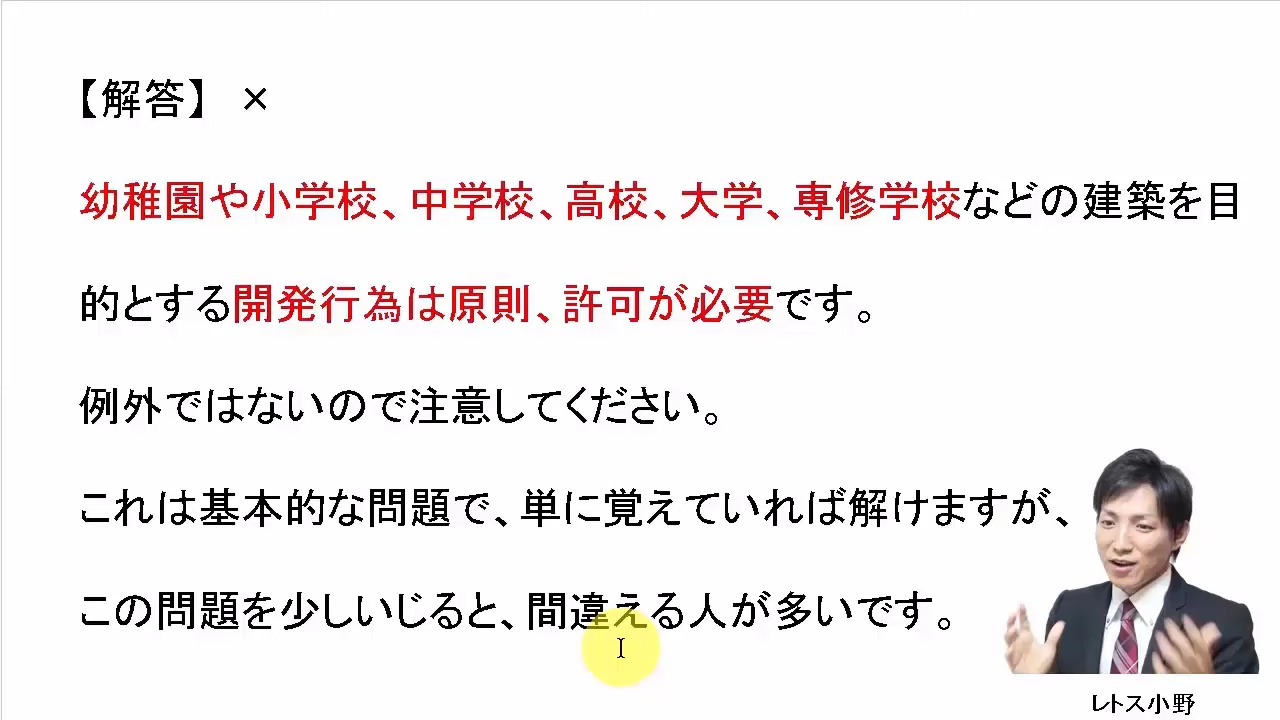 【解答】 ×
幼稚園や小学校、中学校、高校、大学、専修学校などの建築を目
的とする開発行為は原則、許可が必要です。
例外ではないので注意してください。
これは基本的な問題で、単に覚えていれば解けますが、
この問題を少しいじると、間違える人が多いです。
レトス小野